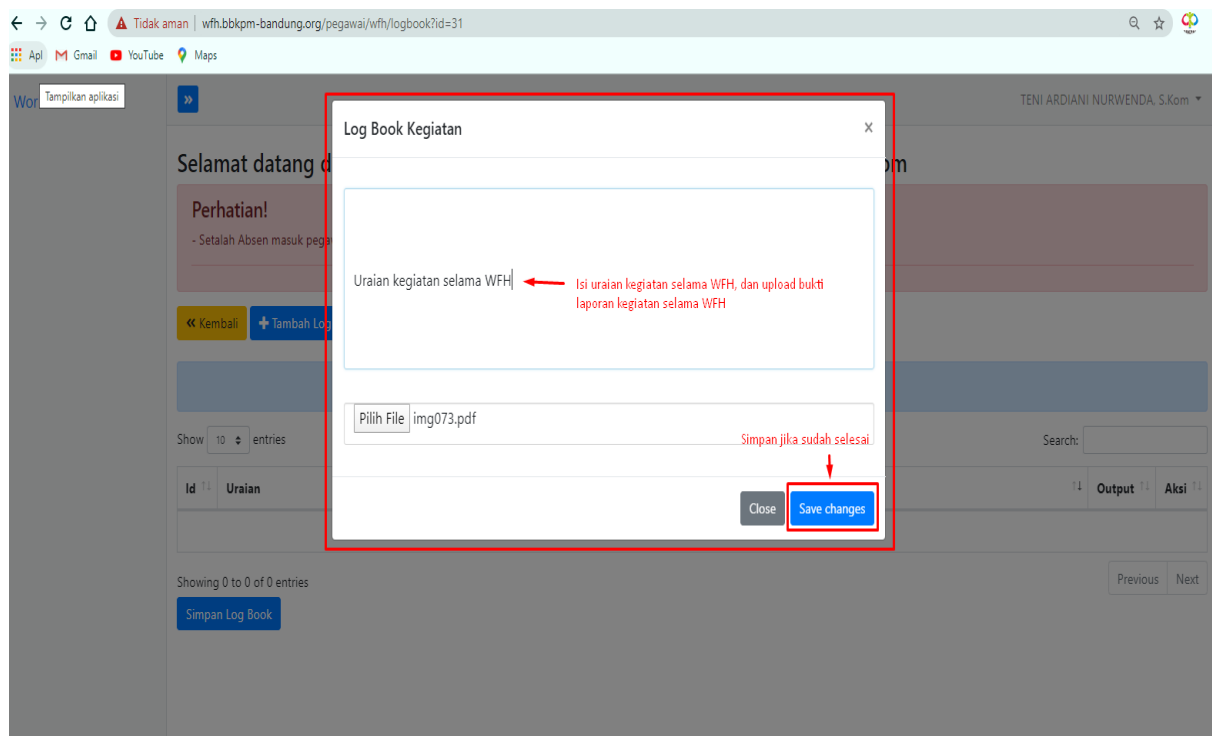 Tidak aman | wfh.bbkpm-bandung.org/pegawai/wfh/logbook?id=31
Apl Gmail YouTube Maps
Tampilkan aplikasi
Wor
TENI ARDIANI NURWENDA, S.Kom
Log Book Kegiatan ×
Selamat datang d
om
Perhatian!
- Setalah Absen masuk pega
Uraian kegiatan selama WFH
Isi uraian kegiatan selama WFH, dan upload bukti
laporan kegiatan selama WFH
Kembali Tambah Log
Pilih File img073.pdf
Simpan jika sudah selesai
Show 10 entries
Search:
Id Uraian Output Aksi
Close Save changes
Showing 0 to 0 of 0 entries
Previous Next
Simpan Log Book